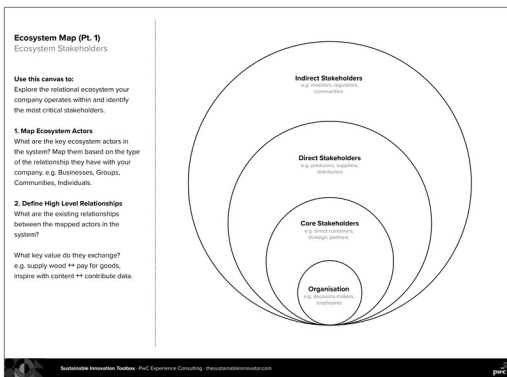 Ecosystem Map (Pt. 1)
Ecosystem Stakeholders
Use this canvas to:
Explore the relational ecosystem your
company operates within and identify
the most critical stakeholders.
1. Map Ecosystem Actors
What are the key ecosystem actors in
the system? Map them based on the type
of the relationship they have with your
company. e.g. Businesses, Groups,
Communities, Individuals.
2. Define High Level Relationships
What are the existing relationships
between the mapped actors in the
system?
What key value do they exchange?
e.g. supply wood ↔ pay for goods,
inspire with content ↔ contribute data.
Indirect Stakeholders
e.g. investors, regulators,
communities
Direct Stakeholders
e.g. producers, suppliers,
distributors
Core Stakeholders
e.g. direct customers,
strategic partners
Organisation
e.g. decisions-makers,
employees
Sustainable Innovation Toolbox · PwC Experience Consulting · thesustainableinnovator.com
pwc